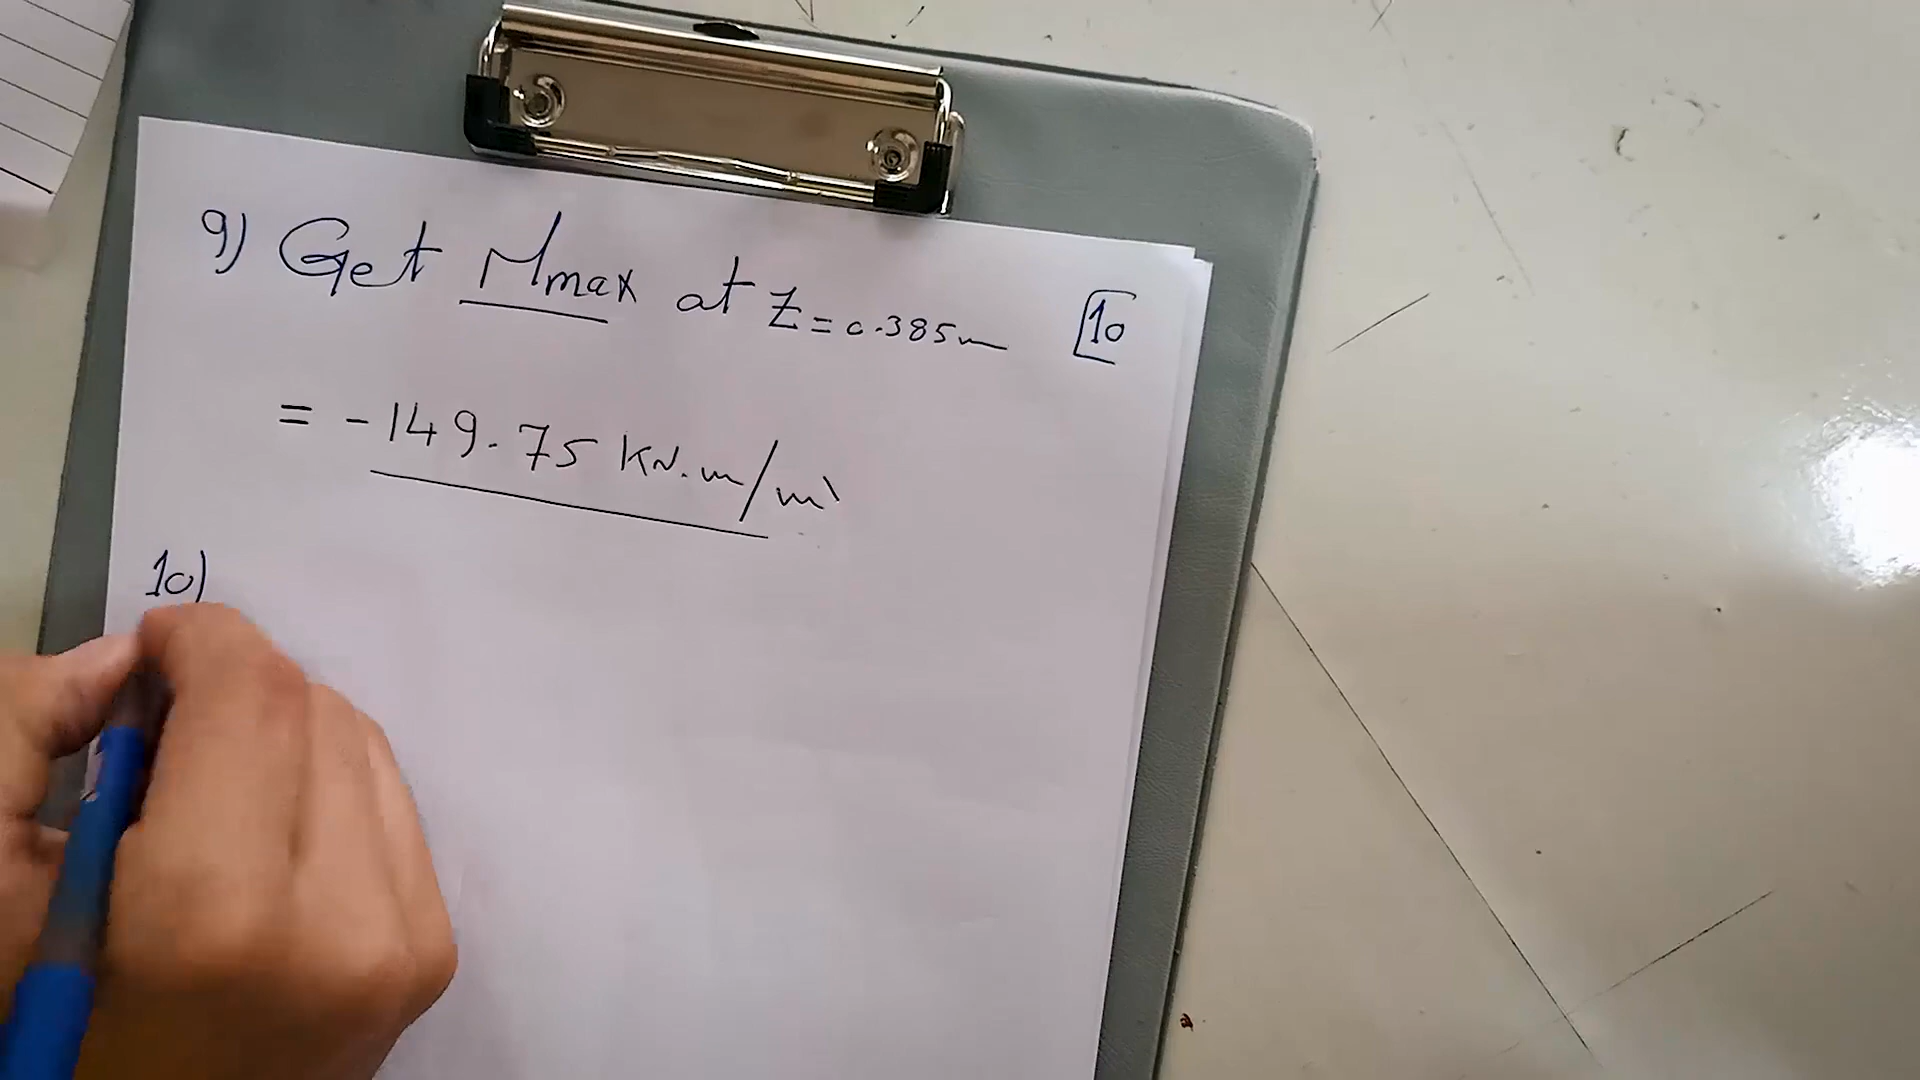 9) Get Mmax at z = 0.385m
10
= -149.75 KN.m/m'
10)